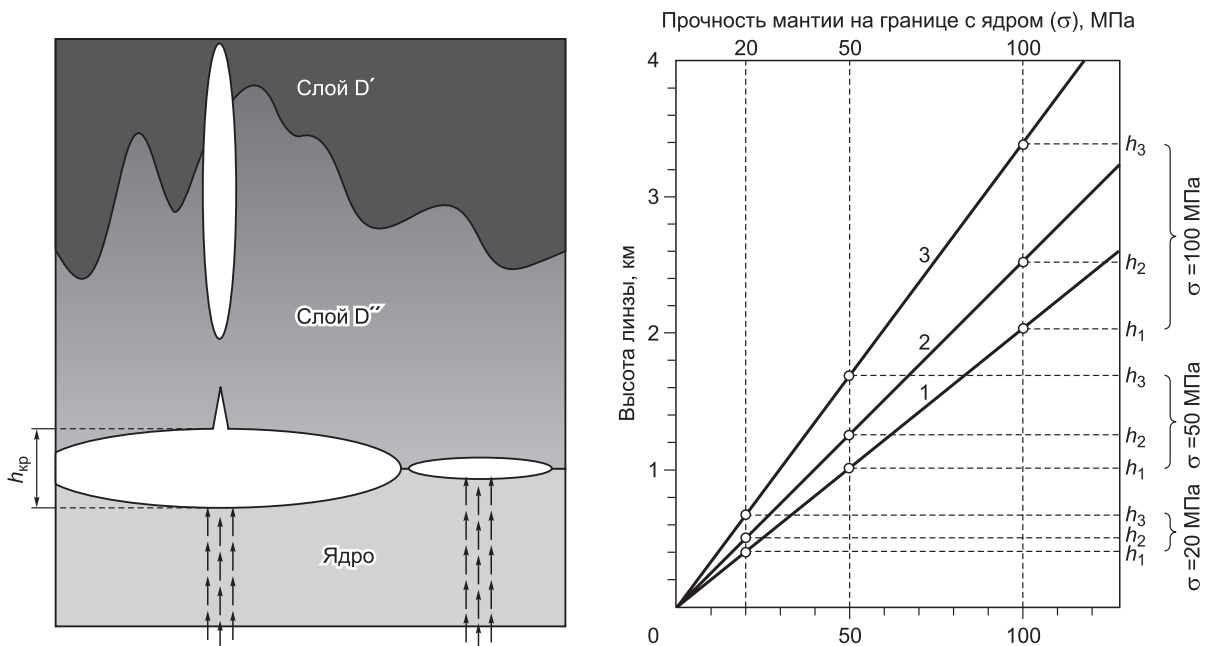 Слой D′
Слой D″
hкр
Ядро
Прочность мантии на границе с ядром (σ), МПа
20 50 100
Высота линзы, км
4
3
2
1
0 50 100
3
2
1
h3
h2
h1
σ =100 МПа
h3
h2
h1
σ =50 МПа
h3
h2
h1
σ =20 МПа